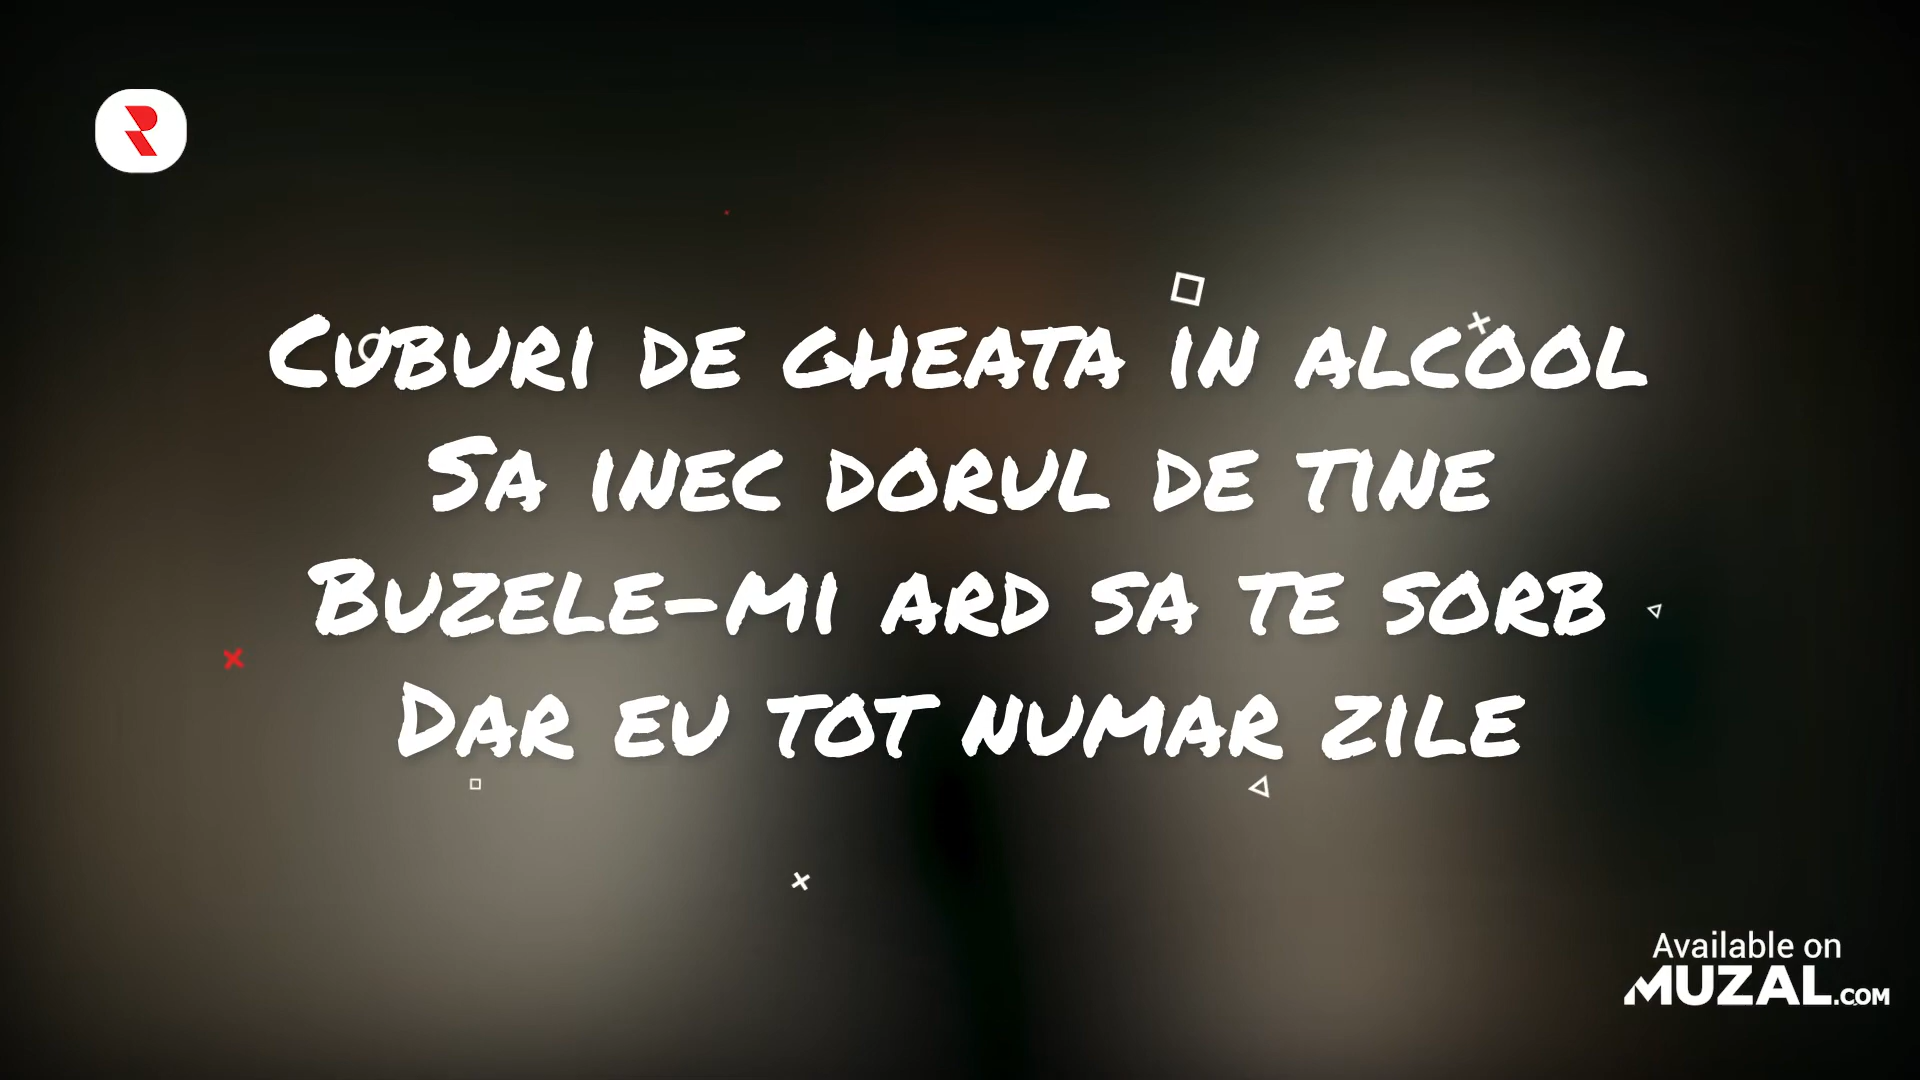 Cuburi de gheata in alcool
Sa inec dorul de tine
Buzele-mi ard sa te sorb
Dar eu tot numar zile
Available on
MUZAL.COM